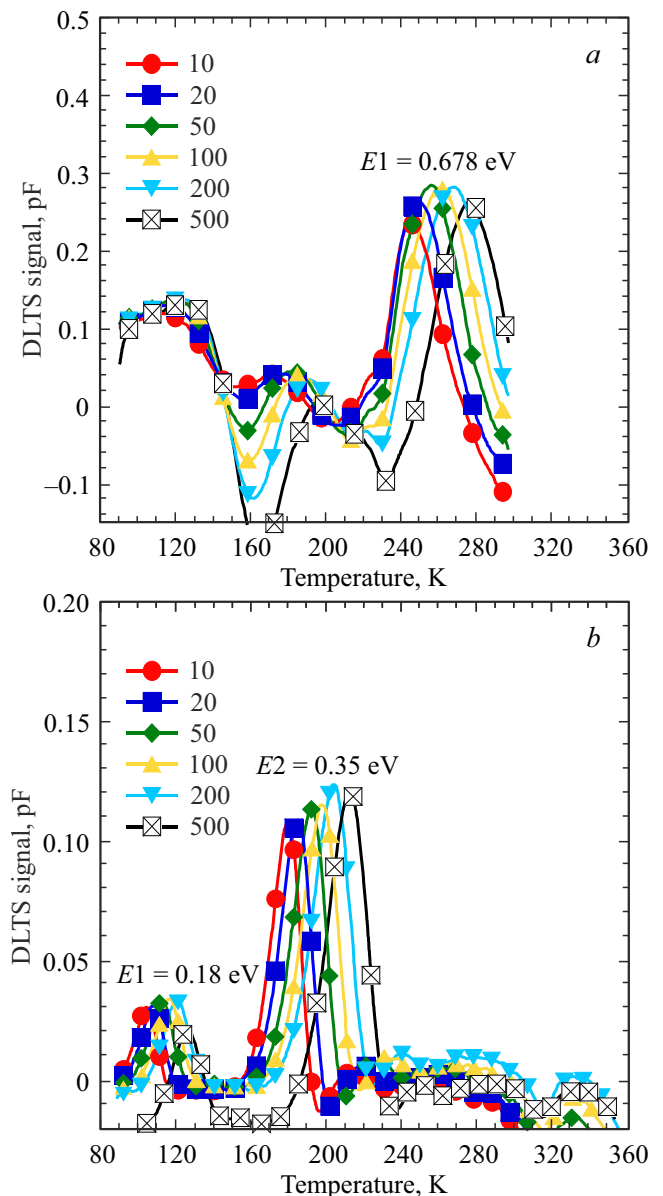 0.5
a
10
0.4
20
50
100
E1 = 0.678 eV
0.3
200
500
0.2
0.1
0
–0.1
DLTS signal, pF
80 120 160 200 240 280 320 360
Temperature, K
0.20
b
10
20
0.15
50
100
E2 = 0.35 eV
200
500
0.10
0.05
E1 = 0.18 eV
0
DLTS signal, pF
80 120 160 200 240 280 320 360
Temperature, K